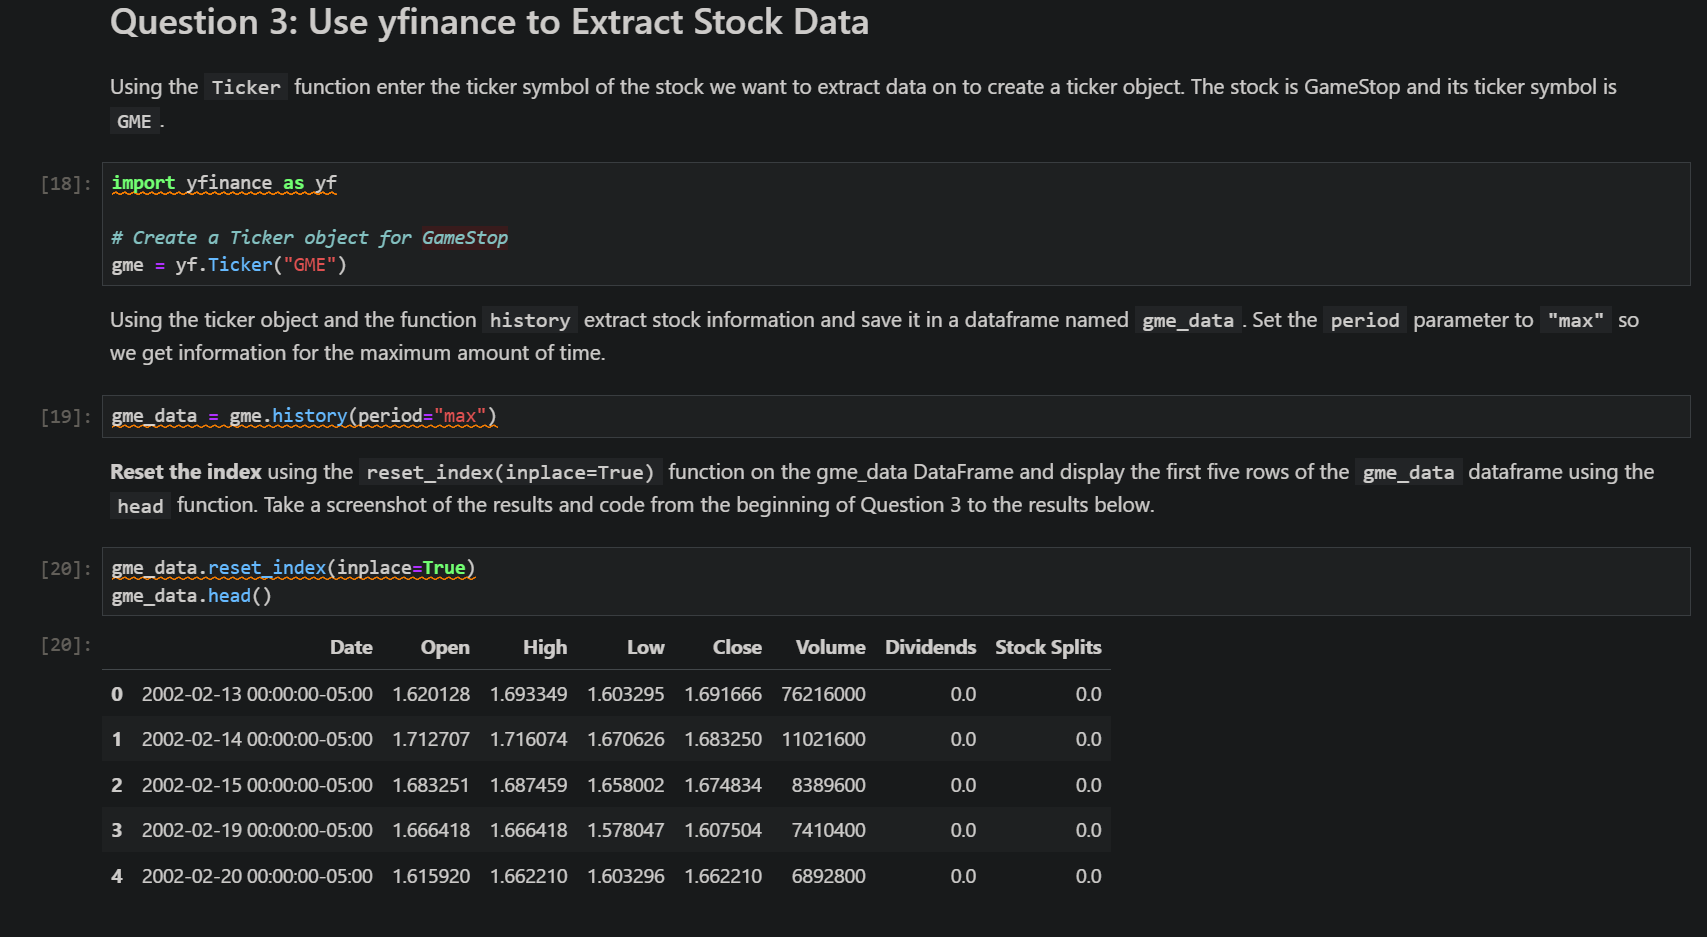 Question 3: Use yfinance to Extract Stock Data
Using the Ticker function enter the ticker symbol of the stock we want to extract data on to create a ticker object. The stock is GameStop and its ticker symbol is
GME .
[18]:
import yfinance as yf
# Create a Ticker object for GameStop
gme = yf.Ticker("GME")
Using the ticker object and the function history extract stock information and save it in a dataframe named gme_data . Set the period parameter to "max" so
we get information for the maximum amount of time.
[19]:
gme_data = gme.history(period="max")
Reset the index using the reset_index(inplace=True) function on the gme_data DataFrame and display the first five rows of the gme_data dataframe using the
head function. Take a screenshot of the results and code from the beginning of Question 3 to the results below.
[20]:
gme_data.reset_index(inplace=True)
gme_data.head()
[20]:
Date Open High Low Close Volume Dividends Stock Splits
0 2002-02-13 00:00:00-05:00 1.620128 1.693349 1.603295 1.691666 76216000 0.0 0.0
1 2002-02-14 00:00:00-05:00 1.712707 1.716074 1.670626 1.683250 11021600 0.0 0.0
2 2002-02-15 00:00:00-05:00 1.683251 1.687459 1.658002 1.674834 8389600 0.0 0.0
3 2002-02-19 00:00:00-05:00 1.666418 1.666418 1.578047 1.607504 7410400 0.0 0.0
4 2002-02-20 00:00:00-05:00 1.615920 1.662210 1.603296 1.662210 6892800 0.0 0.0